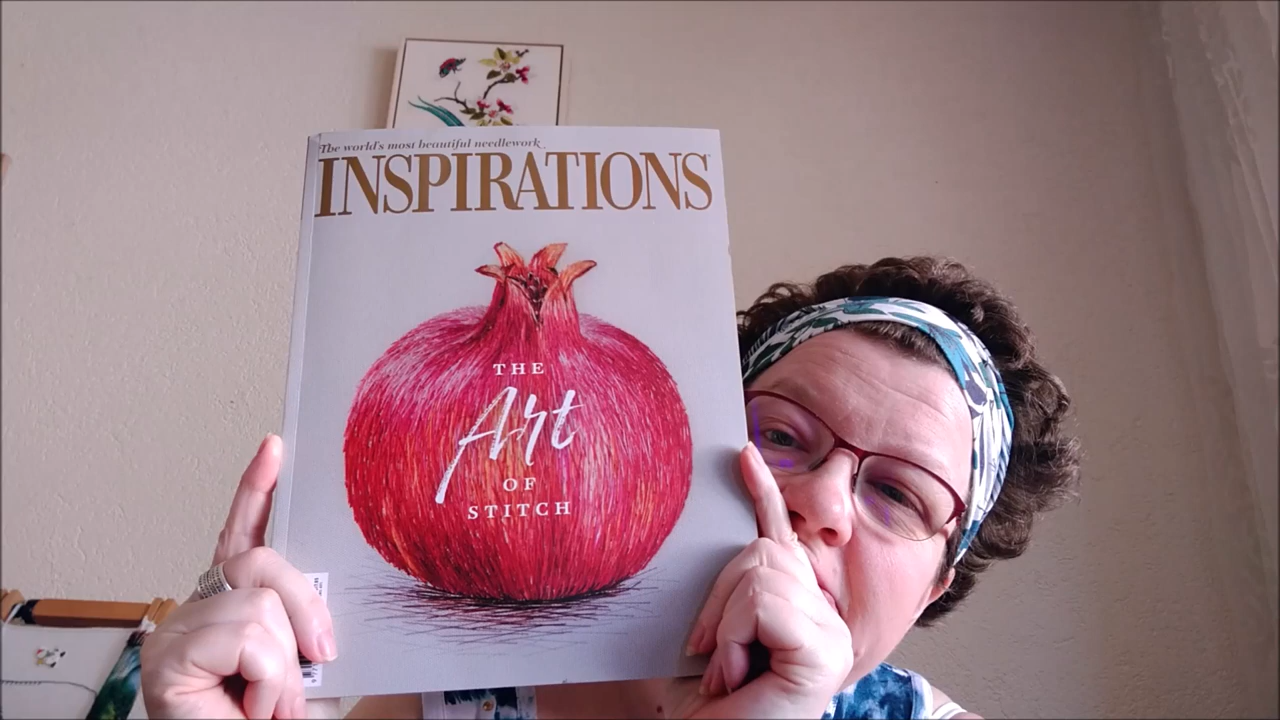 The world's most beautiful needlework
INSPIRATIONS
THE
Art
OF
STITCH